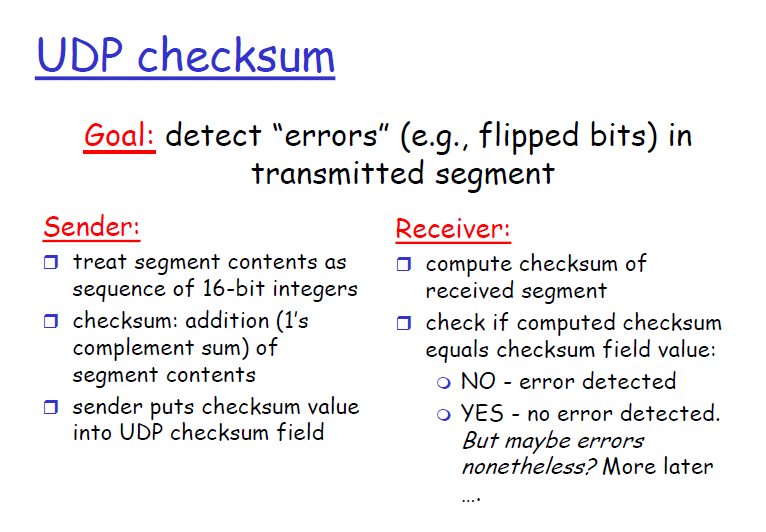 UDP checksum
Goal: detect “errors” (e.g., flipped bits) in
transmitted segment
Sender:
treat segment contents as
sequence of 16-bit integers
checksum: addition (1’s
complement sum) of
segment contents
sender puts checksum value
into UDP checksum field
Receiver:
compute checksum of
received segment
check if computed checksum
equals checksum field value:
NO - error detected
YES - no error detected.
But maybe errors
nonetheless? More later
….